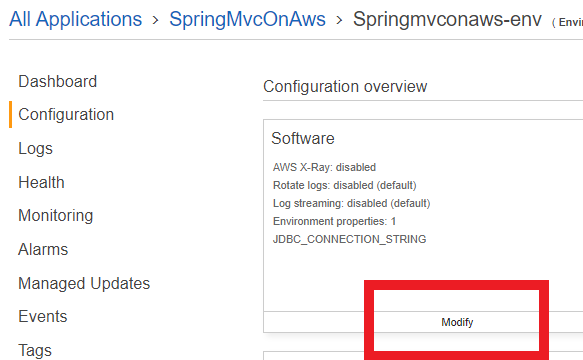 All Applications › SpringMvcOnAws › Springmvconaws-env ( Envi
Dashboard
Configuration
Logs
Health
Monitoring
Alarms
Managed Updates
Events
Tags
Configuration overview
Software
AWS X-Ray: disabled
Rotate logs: disabled (default)
Log streaming: disabled (default)
Environment properties: 1
JDBC_CONNECTION_STRING
Modify